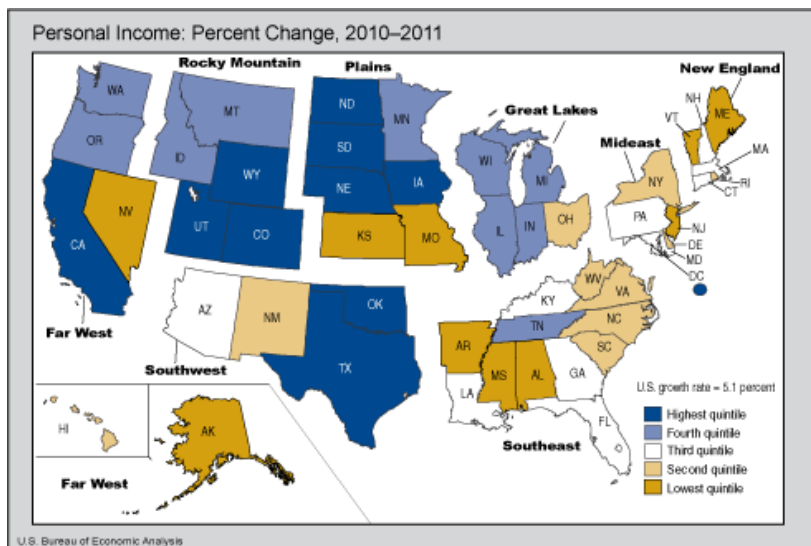 Personal Income: Percent Change, 2010–2011
Rocky Mountain
Plains
New England
WA
MT
ND
MN
Great Lakes
NH
VT
ME
OR
ID
SD
WI
MI
Mideast
MA
NY
RI
CT
WY
NE
IA
PA
NV
UT
CO
IL
IN
OH
NJ
DE
MD
DC
CA
KS
MO
WV
VA
KY
Far West
AZ
NM
OK
TN
NC
AR
SC
Southwest
TX
MS
AL
GA
LA
U.S. growth rate = 5.1 percent
FL
Southeast
Highest quintile
Fourth quintile
Third quintile
Second quintile
Lowest quintile
HI
AK
Far West
U.S. Bureau of Economic Analysis